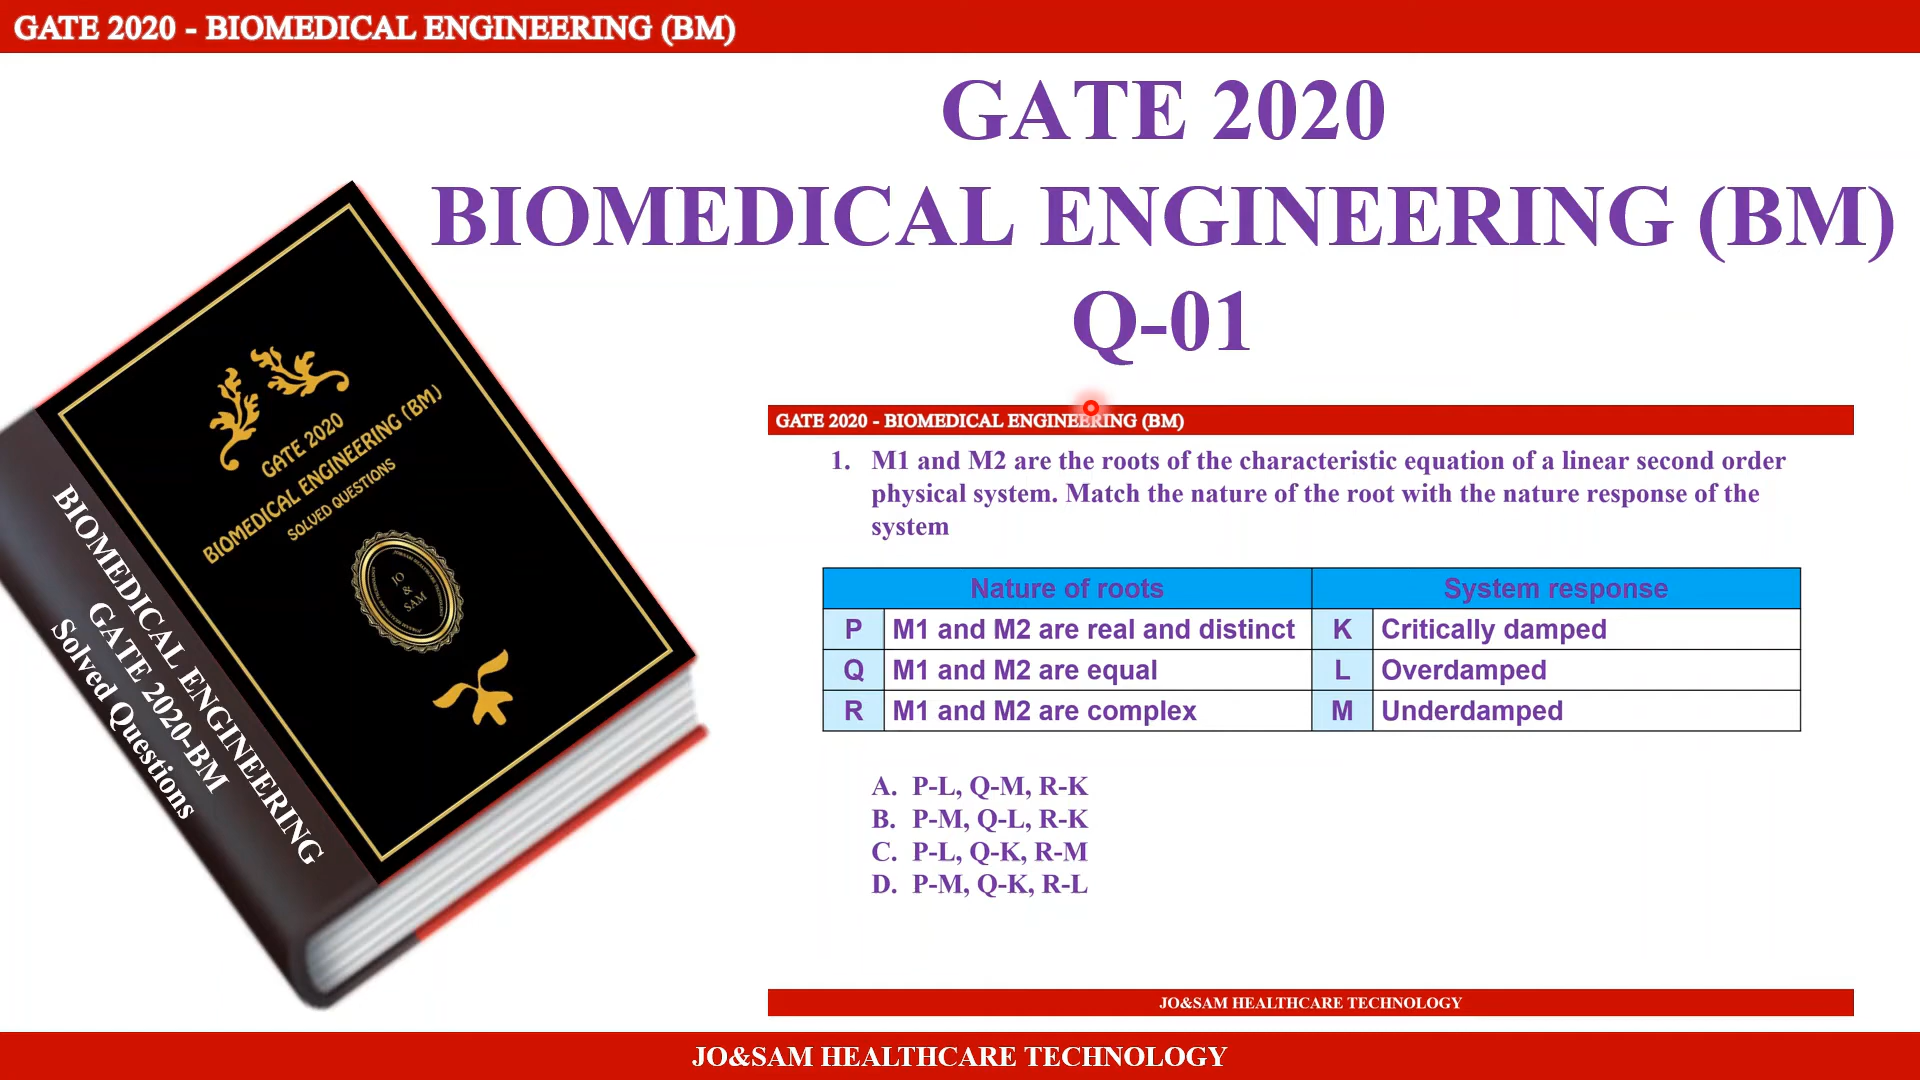 GATE 2020 - BIOMEDICAL ENGINEERING (BM)
GATE 2020
BIOMEDICAL ENGINEERING (BM)
Q-01
GATE 2020
BIOMEDICAL ENGINEERING (BM)
SOLVED QUESTIONS
JO
&
SAM
BIOMEDICAL ENGINEERING
GATE 2020-BM
Solved Questions
GATE 2020 - BIOMEDICAL ENGINEERING (BM)
1. M1 and M2 are the roots of the characteristic equation of a linear second order
physical system. Match the nature of the root with the nature response of the
system
Nature of roots System response
P M1 and M2 are real and distinct K Critically damped
Q M1 and M2 are equal L Overdamped
R M1 and M2 are complex M Underdamped
A. P-L, Q-M, R-K
B. P-M, Q-L, R-K
C. P-L, Q-K, R-M
D. P-M, Q-K, R-L
JO&SAM HEALTHCARE TECHNOLOGY
JO&SAM HEALTHCARE TECHNOLOGY